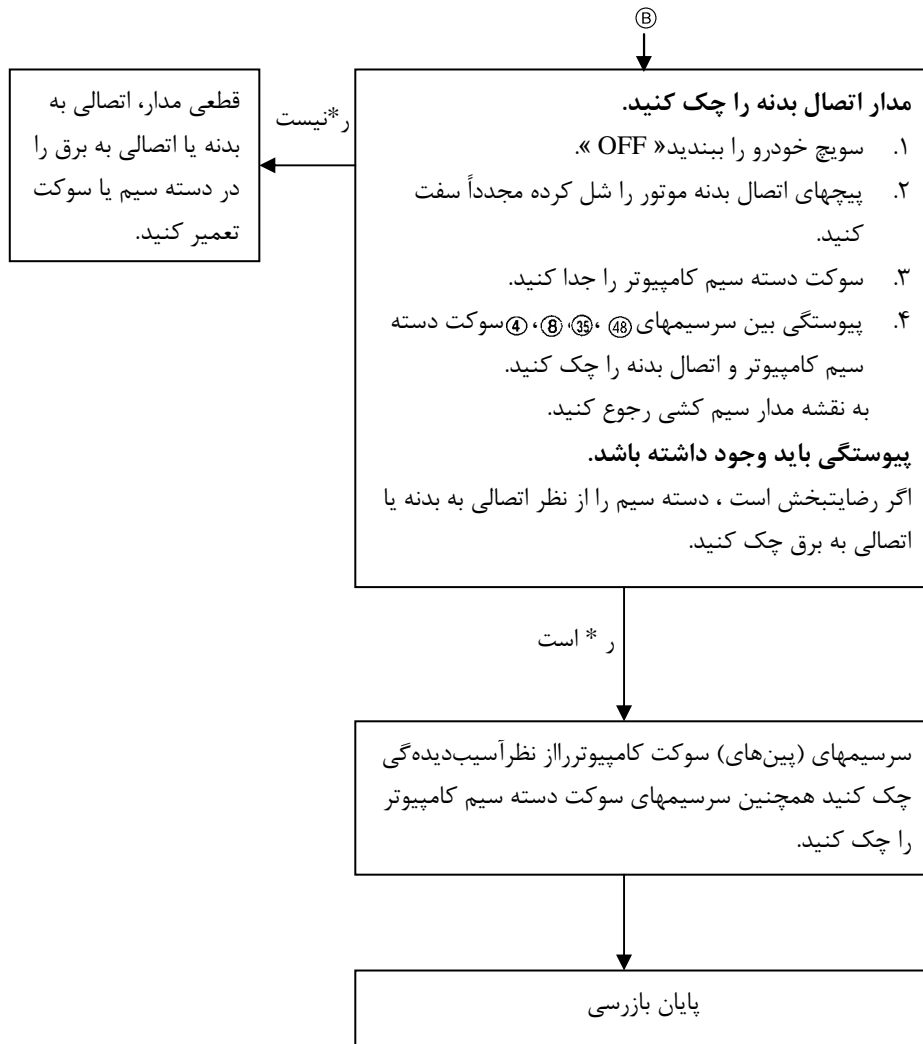 Ⓑ
مدار اتصال بدنه را چک کنید.
۱. سویچ خودرو را ببندید« OFF ».
۲. پیچهای اتصال بدنه موتور را شل کرده مجدداً سفت
کنید.
۳. سوکت دسته سیم کامپیوتر را جدا کنید.
۴. پیوستگی بین سرسیمهای ㊽ ،㉟، ⑧، ④سوکت دسته
سیم کامپیوتر و اتصال بدنه را چک کنید.
به نقشه مدار سیم کشی رجوع کنید.
پیوستگی باید وجود داشته باشد.
اگر رضایتبخش است ، دسته سیم را از نظر اتصالی به بدنه یا
اتصالی به برق چک کنید.
ر*نیست
قطعی مدار، اتصالی به
بدنه یا اتصالی به برق را
در دسته سیم یا سوکت
تعمیر کنید.
ر * است
سرسیمهای (پین‌های) سوکت کامپیوتررااز نظرآسیب‌دیده‌گی
چک کنید همچنین سرسیمهای سوکت دسته سیم کامپیوتر
را چک کنید.
پایان بازرسی